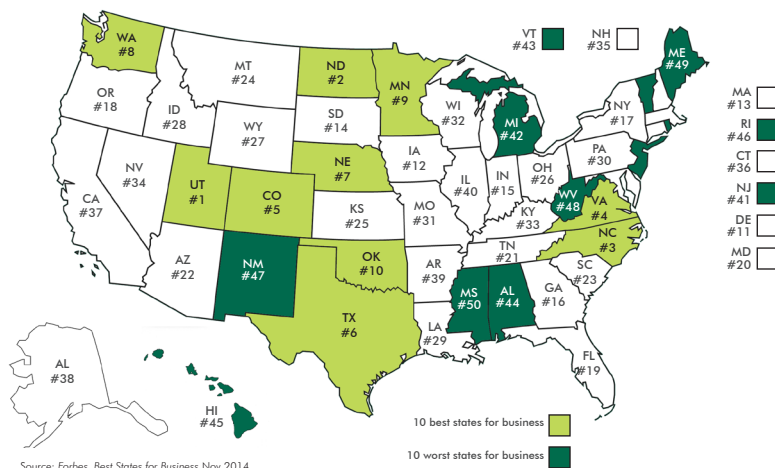 VT
#43
NH
#35
WA
#8
MT
#24
ND
#2
MN
#9
ME
#49
OR
#18
ID
#28
WY
#27
SD
#14
WI
#32
MI
#42
NY
#17
MA
#13
RI
#46
CT
#36
NJ
#41
DE
#11
MD
#20
NV
#34
UT
#1
CO
#5
NE
#7
IA
#12
IL
#40
IN
#15
OH
#26
PA
#30
WV
#48
VA
#4
CA
#37
KS
#25
MO
#31
KY
#33
NC
#3
AZ
#22
NM
#47
OK
#10
AR
#39
TN
#21
SC
#23
TX
#6
LA
#29
MS
#50
AL
#44
GA
#16
FL
#19
AL
#38
HI
#45
10 best states for business
10 worst states for business
Source: Forbes, Best States for Business Nov 2014